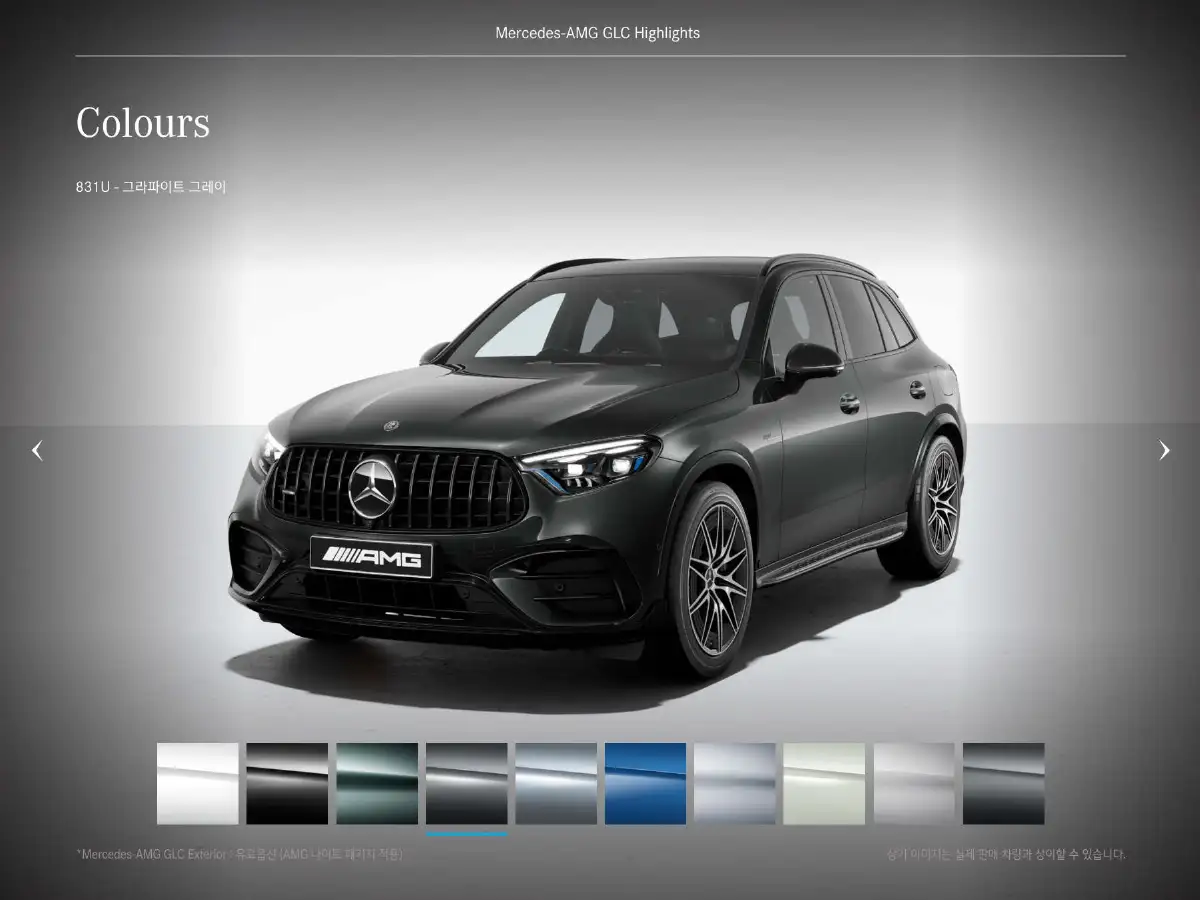 Mercedes-AMG GLC Highlights
Colours
831U - 그라파이트 그레이
AMG
*Mercedes-AMG GLC Exterior : 유료옵션 (AMG 나이트 패키지 적용)
상기 이미지는 실제 판매 차량과 상이할 수 있습니다.